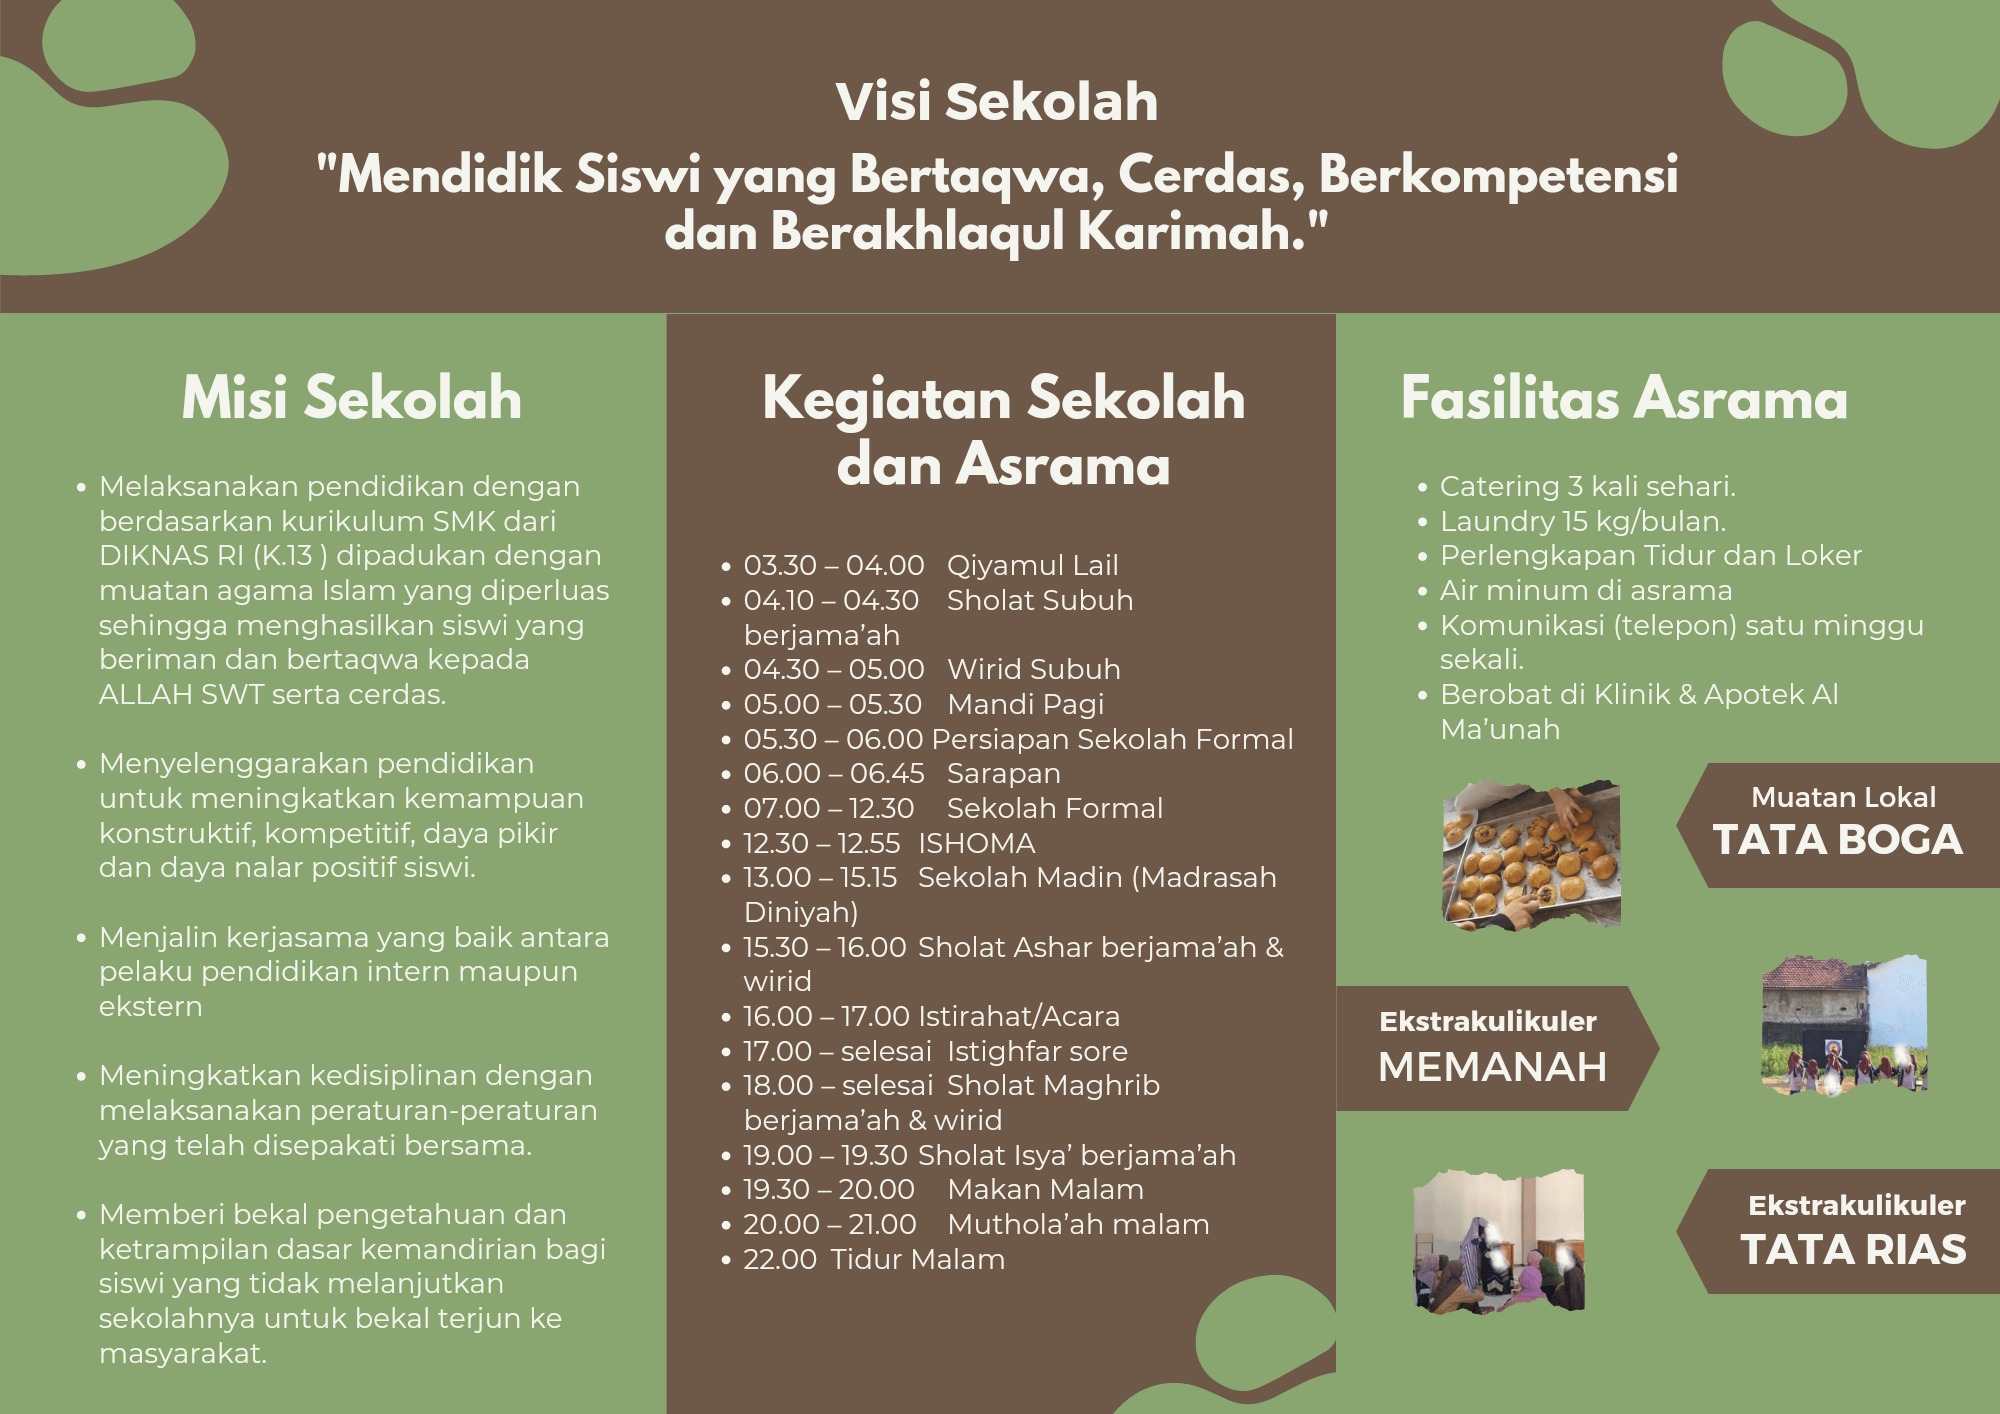 Visi Sekolah
"Mendidik Siswi yang Bertaqwa, Cerdas, Berkompetensi
dan Berakhlaqul Karimah."
Misi Sekolah
• Melaksanakan pendidikan dengan
berdasarkan kurikulum SMK dari
DIKNAS RI (K.13 ) dipadukan dengan
muatan agama Islam yang diperluas
sehingga menghasilkan siswi yang
beriman dan bertaqwa kepada
ALLAH SWT serta cerdas.
• Menyelenggarakan pendidikan
untuk meningkatkan kemampuan
konstruktif, kompetitif, daya pikir
dan daya nalar positif siswi.
• Menjalin kerjasama yang baik antara
pelaku pendidikan intern maupun
ekstern
• Meningkatkan kedisiplinan dengan
melaksanakan peraturan-peraturan
yang telah disepakati bersama.
• Memberi bekal pengetahuan dan
ketrampilan dasar kemandirian bagi
siswi yang tidak melanjutkan
sekolahnya untuk bekal terjun ke
masyarakat.
Kegiatan Sekolah
dan Asrama
• 03.30 – 04.00 Qiyamul Lail
• 04.10 – 04.30 Sholat Subuh
berjama’ah
• 04.30 – 05.00 Wirid Subuh
• 05.00 – 05.30 Mandi Pagi
• 05.30 – 06.00 Persiapan Sekolah Formal
• 06.00 – 06.45 Sarapan
• 07.00 – 12.30 Sekolah Formal
• 12.30 – 12.55 ISHOMA
• 13.00 – 15.15 Sekolah Madin (Madrasah
Diniyah)
• 15.30 – 16.00 Sholat Ashar berjama’ah &
wirid
• 16.00 – 17.00 Istirahat/Acara
• 17.00 – selesai Istighfar sore
• 18.00 – selesai Sholat Maghrib
berjama’ah & wirid
• 19.00 – 19.30 Sholat Isya’ berjama’ah
• 19.30 – 20.00 Makan Malam
• 20.00 – 21.00 Muthola’ah malam
• 22.00 Tidur Malam
Fasilitas Asrama
• Catering 3 kali sehari.
• Laundry 15 kg/bulan.
• Perlengkapan Tidur dan Loker
• Air minum di asrama
• Komunikasi (telepon) satu minggu
sekali.
• Berobat di Klinik & Apotek Al
Ma’unah
Muatan Lokal
TATA BOGA
Ekstrakulikuler
MEMANAH
Ekstrakulikuler
TATA RIAS